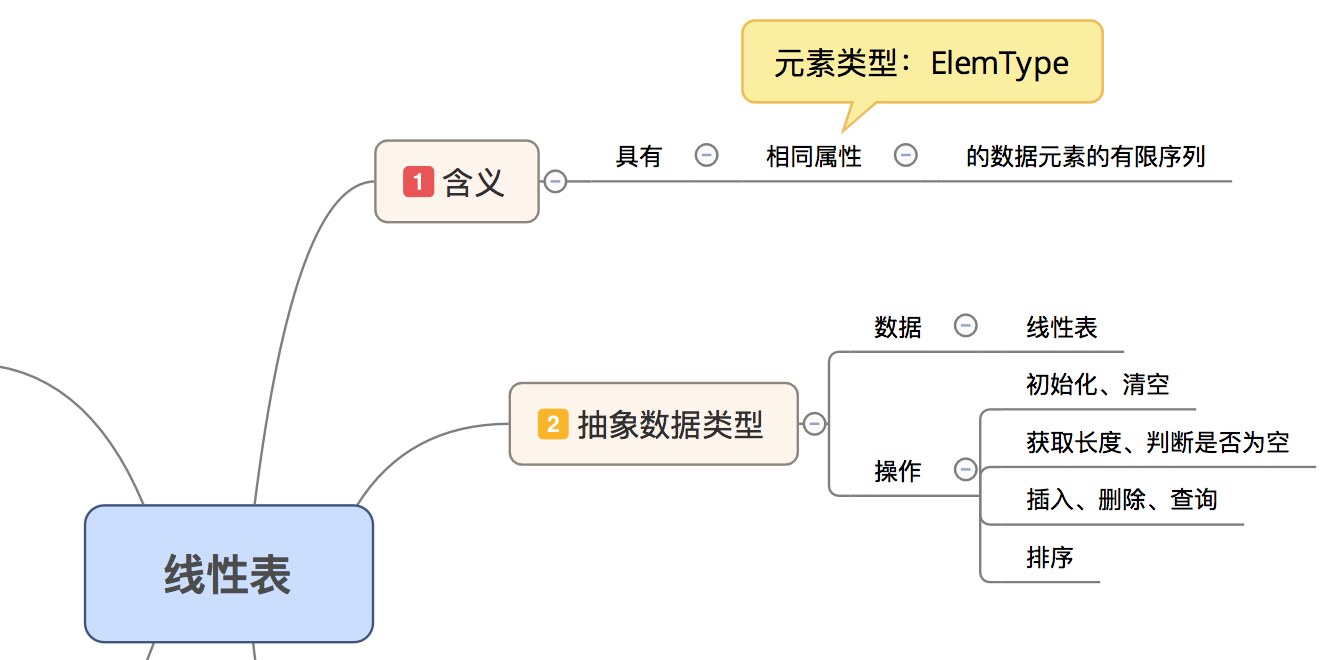 元素类型：ElemType
1 含义
具有 相同属性 的数据元素的有限序列
数据 线性表
初始化、清空
2 抽象数据类型
获取长度、判断是否为空
操作
插入、删除、查询
排序
线性表